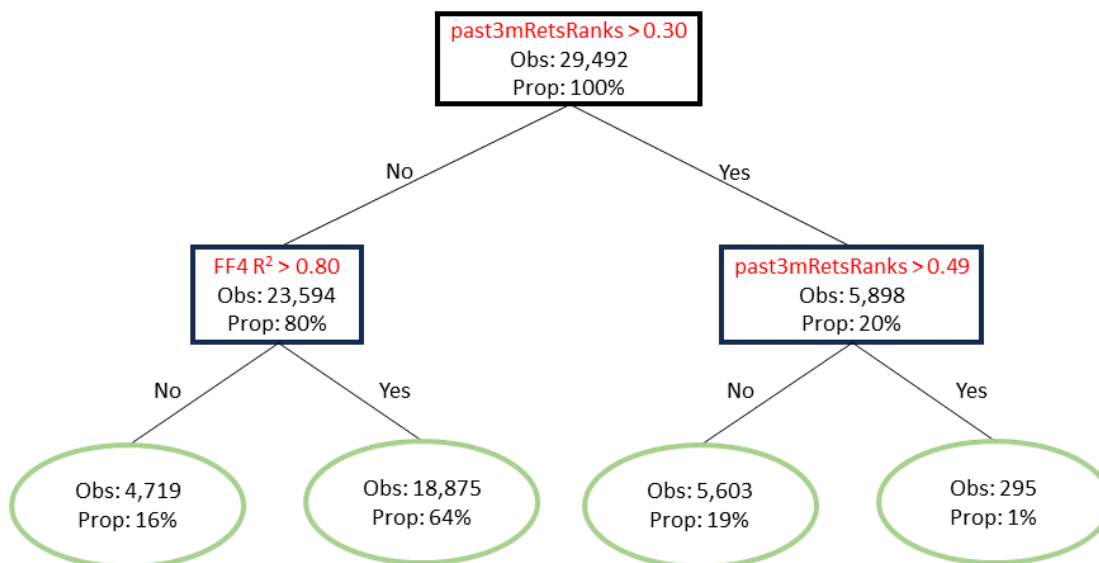 past3mRetsRanks > 0.30
Obs: 29,492
Prop: 100%
No
Yes
FF4 R² > 0.80
Obs: 23,594
Prop: 80%
past3mRetsRanks > 0.49
Obs: 5,898
Prop: 20%
No
Yes
No
Yes
Obs: 4,719
Prop: 16%
Obs: 18,875
Prop: 64%
Obs: 5,603
Prop: 19%
Obs: 295
Prop: 1%